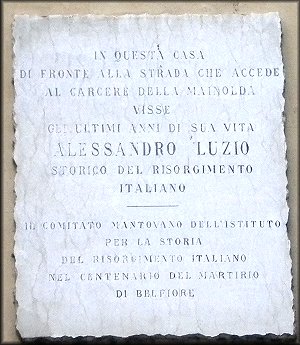 IN QUESTA CASA
DI FRONTE ALLA STRADA CHE ACCEDE
AL CARCERE DELLA MAINOLDA
VISSE
GLI ULTIMI ANNI DI SUA VITA
ALESSANDRO LUZIO
STORICO DEL RISORGIMENTO
ITALIANO
IL COMITATO MANTOVANO DELL'ISTITUTO
PER LA STORIA
DEL RISORGIMENTO ITALIANO
NEL CENTENARIO DEL MARTIRIO
DI BELFIORE